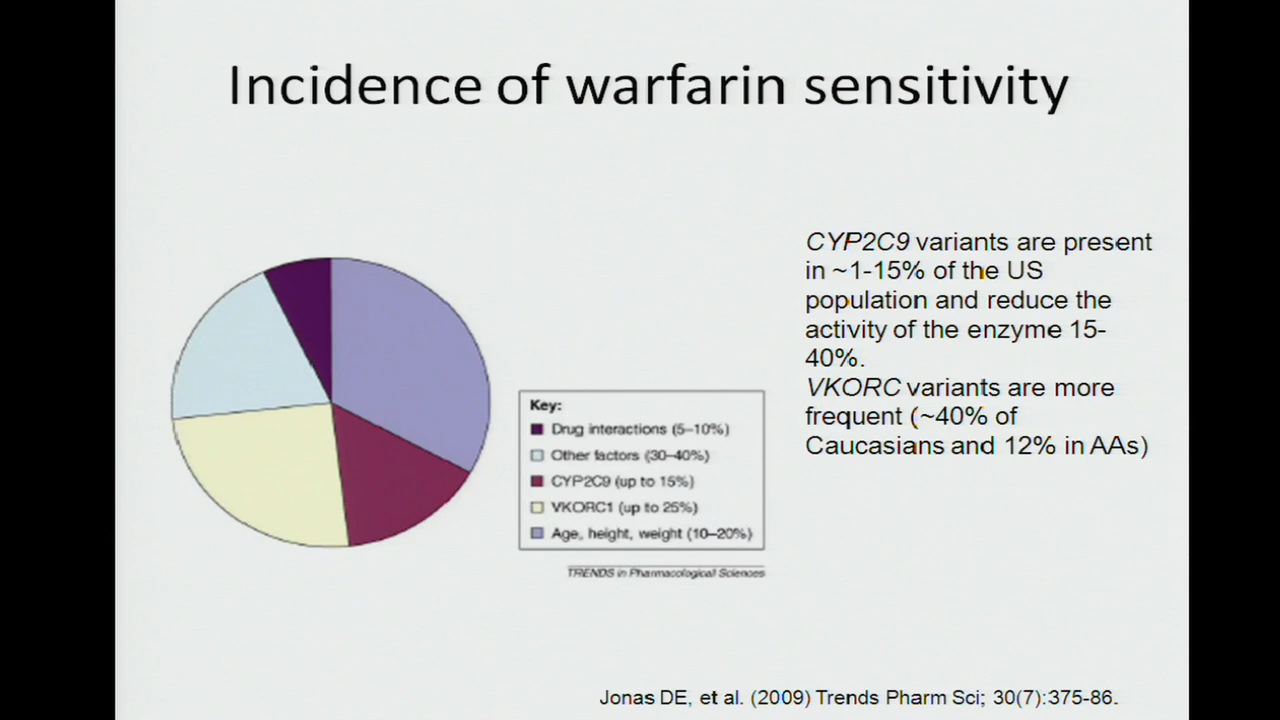 Incidence of warfarin sensitivity
CYP2C9 variants are present
in ~1-15% of the US
population and reduce the
activity of the enzyme 15-
40%.
VKORC variants are more
frequent (~40% of
Caucasians and 12% in AAs)
Key:
Drug interactions (5–10%)
Other factors (30–40%)
CYP2C9 (up to 15%)
VKORC1 (up to 25%)
Age, height, weight (10–20%)
TRENDS in Pharmacological Sciences
Jonas DE, et al. (2009) Trends Pharm Sci; 30(7):375-86.